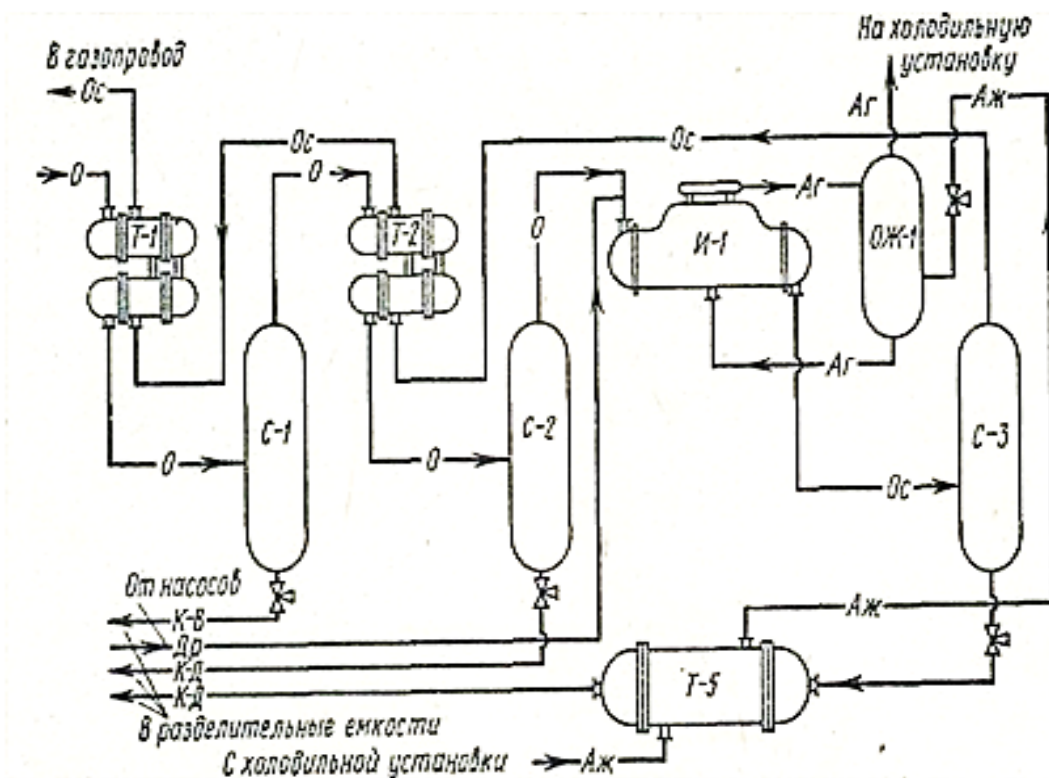 В газопровод
На холодильную
установку
Ос
Аг
Аж
О
Ос
О
Ос
Т-1
Т-2
О
И-1
Аг
ОЖ-1
Аг
С-1
С-2
С-3
О
О
Ос
От насосов
К-В
Др
К-Л
К-Д
Аж
Т-5
В разделительные емкости
С холодильной установки
Аж